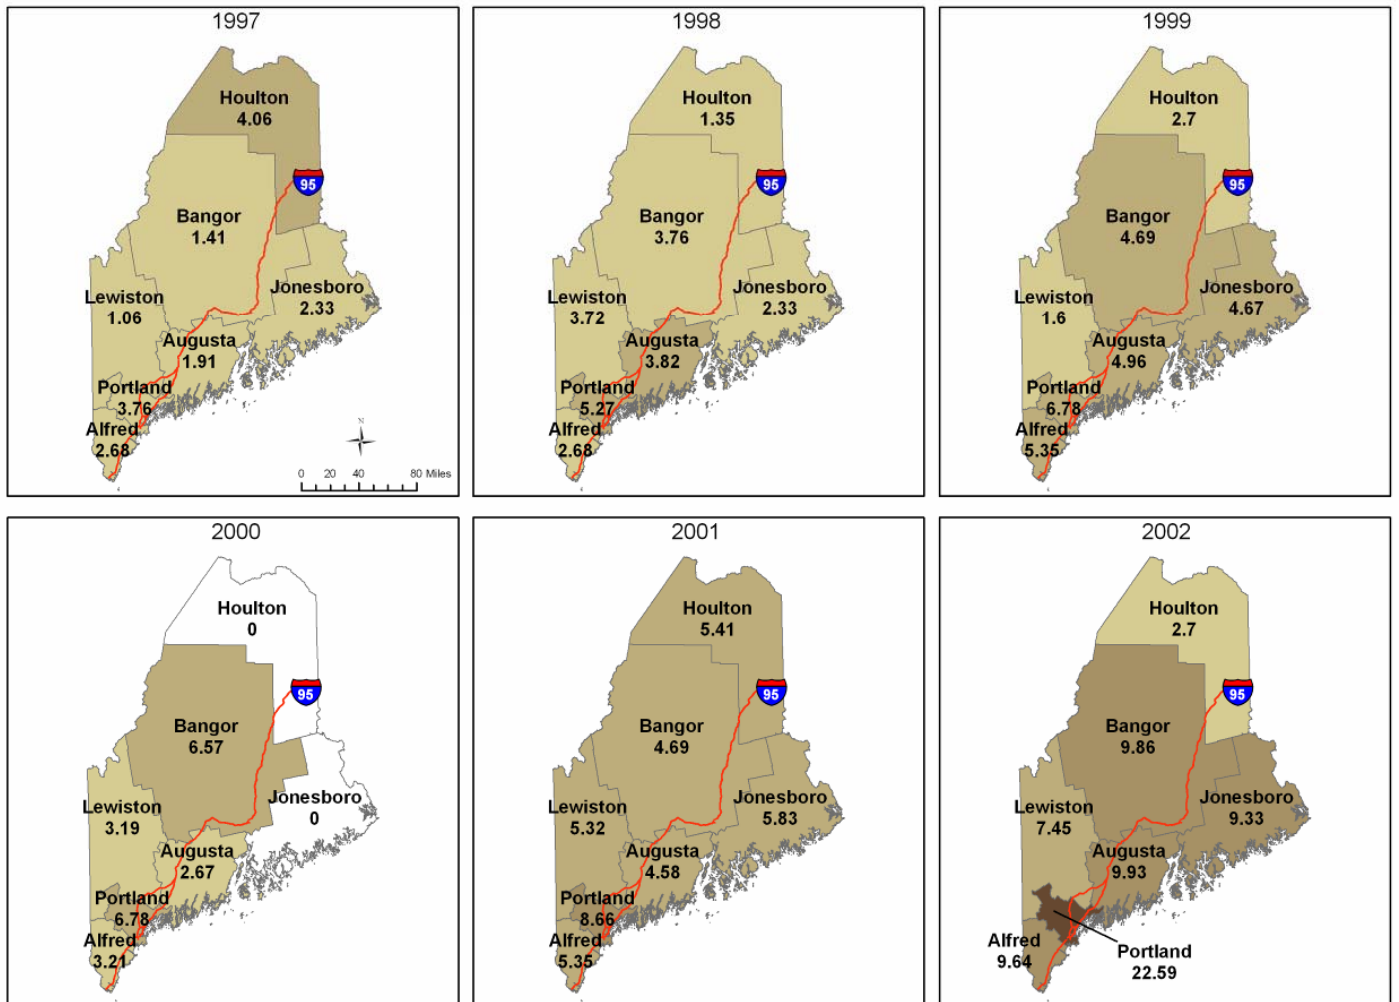 1997
Houlton
4.06
95
Bangor
1.41
Lewiston
1.06
Jonesboro
2.33
Augusta
1.91
Portland
3.76
Alfred
2.68
N
0 20 40 80 Miles
1998
Houlton
1.35
95
Bangor
3.76
Lewiston
3.72
Jonesboro
2.33
Augusta
3.82
Portland
5.27
Alfred
2.68
1999
Houlton
2.7
95
Bangor
4.69
Lewiston
1.6
Jonesboro
4.67
Augusta
4.96
Portland
6.78
Alfred
5.35
2000
Houlton
0
95
Bangor
6.57
Lewiston
3.19
Jonesboro
0
Augusta
2.67
Portland
6.78
Alfred
3.21
2001
Houlton
5.41
95
Bangor
4.69
Lewiston
5.32
Jonesboro
5.83
Augusta
4.58
Portland
8.66
Alfred
5.35
2002
Houlton
2.7
95
Bangor
9.86
Lewiston
7.45
Jonesboro
9.33
Augusta
9.93
Alfred
9.64
Portland
22.59